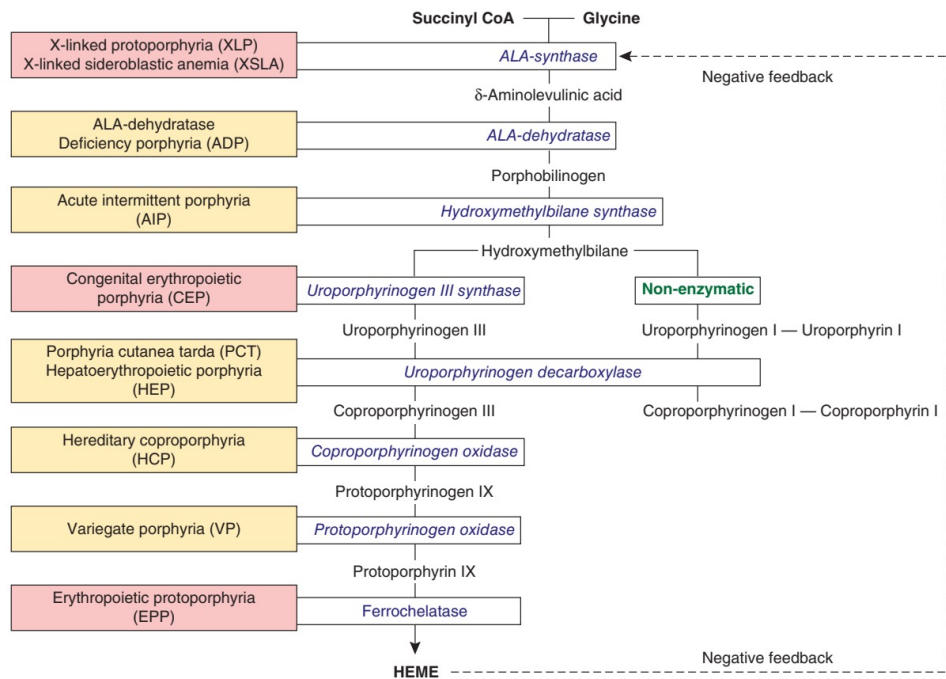 Succinyl CoA
Glycine
X-linked protoporphyria (XLP)
X-linked sideroblastic anemia (XSLA)
ALA-synthase
Negative feedback
δ-Aminolevulinic acid
ALA-dehydratase
Deficiency porphyria (ADP)
ALA-dehydratase
Porphobilinogen
Acute intermittent porphyria
(AIP)
Hydroxymethylbilane synthase
Hydroxymethylbilane
Congenital erythropoietic
porphyria (CEP)
Uroporphyrinogen III synthase
Non-enzymatic
Uroporphyrinogen III
Uroporphyrinogen I — Uroporphyrin I
Porphyria cutanea tarda (PCT)
Hepatoerythropoietic porphyria
(HEP)
Uroporphyrinogen decarboxylase
Coproporphyrinogen III
Coproporphyrinogen I — Coproporphyrin I
Hereditary coproporphyria
(HCP)
Coproporphyrinogen oxidase
Protoporphyrinogen IX
Variegate porphyria (VP)
Protoporphyrinogen oxidase
Protoporphyrin IX
Erythropoietic protoporphyria
(EPP)
Ferrochelatase
HEME
Negative feedback